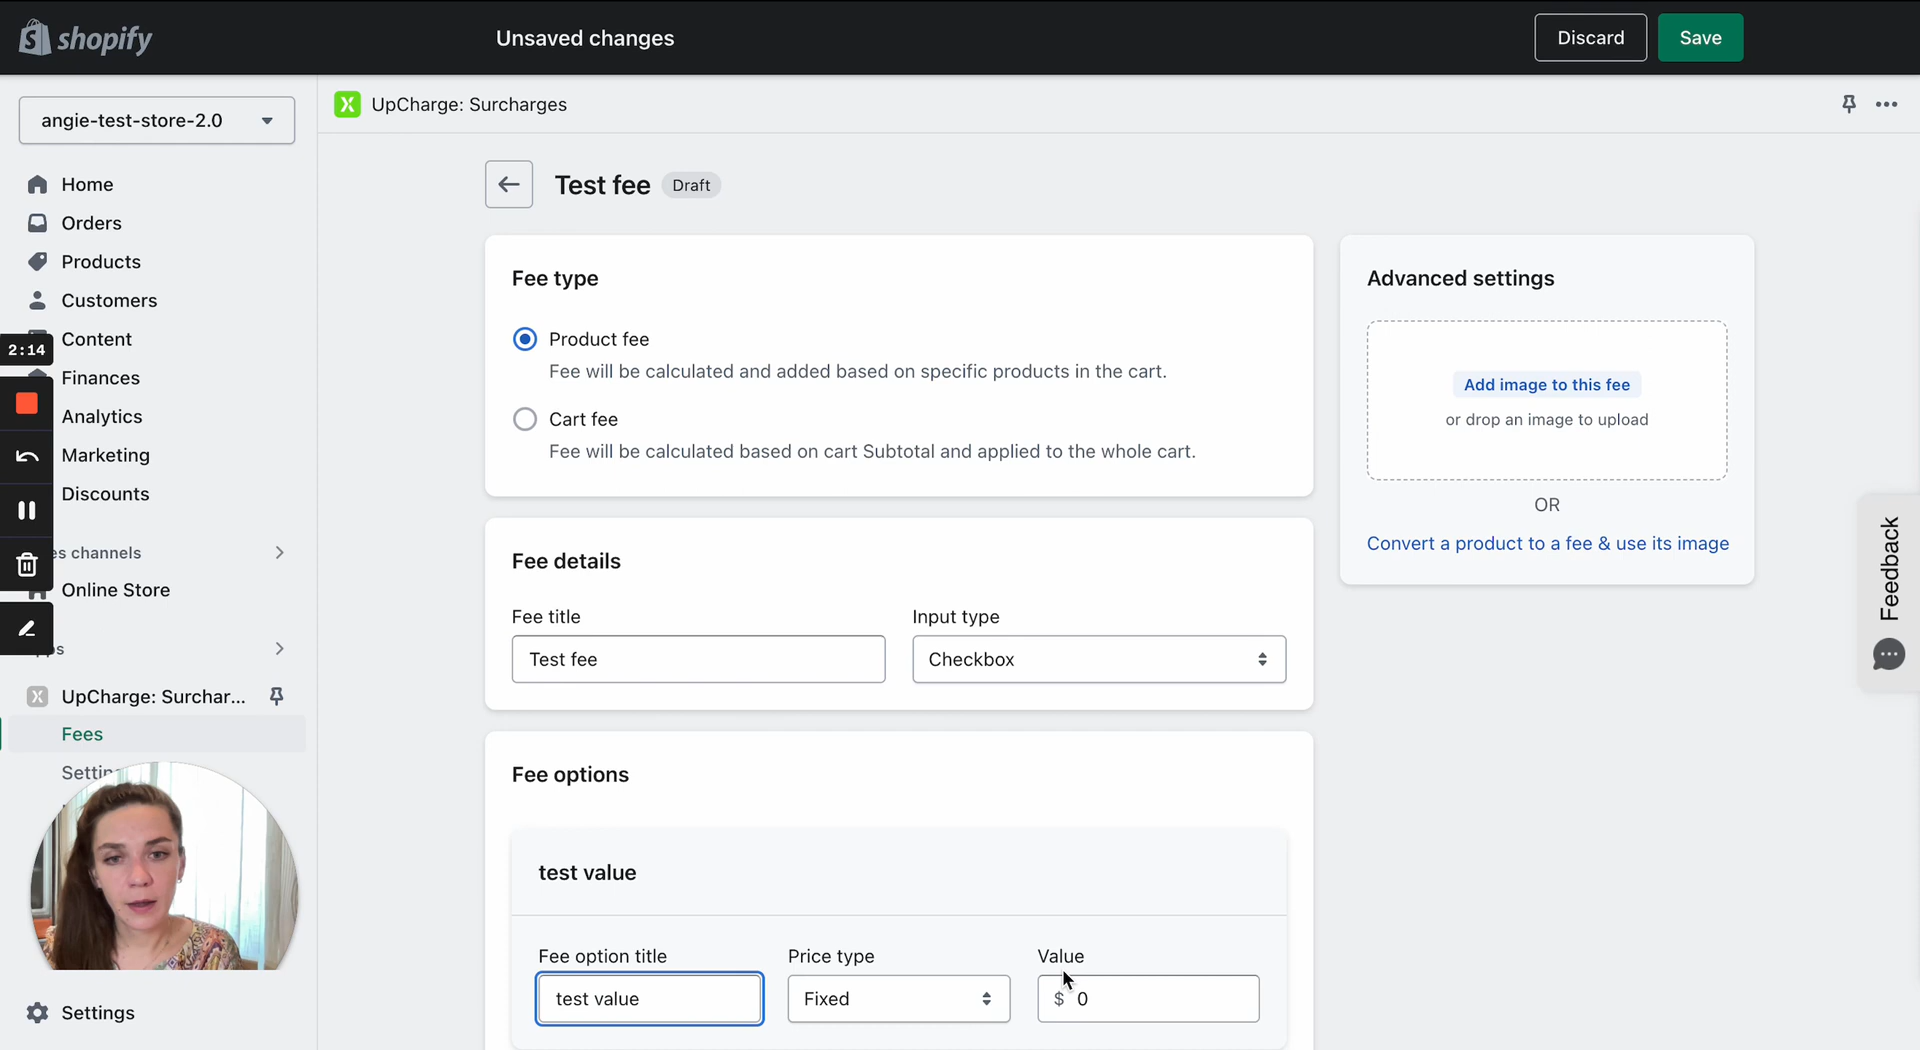 shopify
Unsaved changes
Discard
Save
angie-test-store-2.0
UpCharge: Surcharges
Home
Orders
Products
Customers
Content
2:14
Finances
Analytics
Marketing
Discounts
es channels
Online Store
ps
UpCharge: Surchar...
Fees
Settin
Settings
Test fee
Draft
Fee type
Product fee
Fee will be calculated and added based on specific products in the cart.
Cart fee
Fee will be calculated based on cart Subtotal and applied to the whole cart.
Advanced settings
Add image to this fee
or drop an image to upload
OR
Convert a product to a fee & use its image
Feedback
Fee details
Fee title
Input type
Test fee
Checkbox
Fee options
test value
Fee option title
Price type
Value
test value
Fixed
$ 0